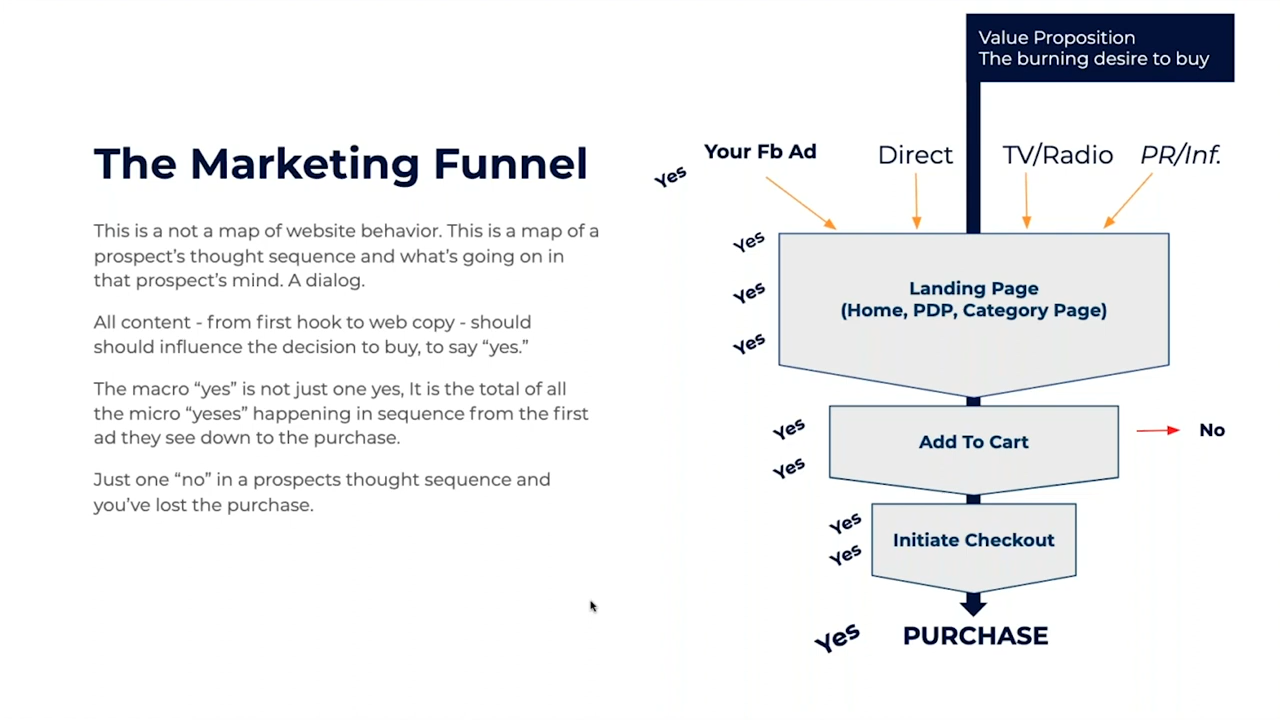 Value Proposition
The burning desire to buy
The Marketing Funnel
This is a not a map of website behavior. This is a map of a
prospect's thought sequence and what's going on in
that prospect's mind. A dialog.
All content - from first hook to web copy - should
should influence the decision to buy, to say “yes.”
The macro “yes” is not just one yes, It is the total of all
the micro “yeses” happening in sequence from the first
ad they see down to the purchase.
Just one “no” in a prospects thought sequence and
you've lost the purchase.
Your Fb Ad
Direct
TV/Radio
PR/Inf.
Yes
Yes
Yes
Yes
Landing Page
(Home, PDP, Category Page)
Yes
Yes
Add To Cart
No
Yes
Yes
Initiate Checkout
Yes
PURCHASE